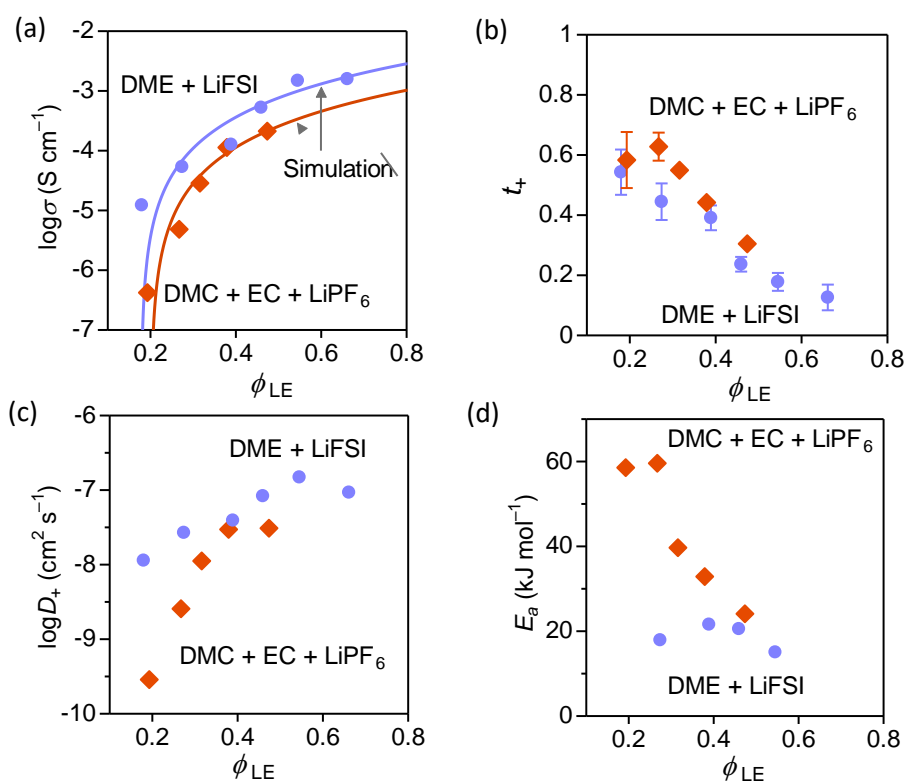 (a)
-2
-3
-4
-5
-6
-7
logσ (S cm⁻¹)
DME + LiFSI
Simulation
DMC + EC + LiPF₆
0.2 0.4 0.6 0.8
ϕLE
(b)
1
0.8
0.6
0.4
0.2
0
t₊
DMC + EC + LiPF₆
DME + LiFSI
0.2 0.4 0.6 0.8
ϕLE
(c)
-6
-7
-8
-9
-10
logD₊ (cm² s⁻¹)
DME + LiFSI
DMC + EC + LiPF₆
0.2 0.4 0.6 0.8
ϕLE
(d)
60
40
20
0
Eₐ (kJ mol⁻¹)
DMC + EC + LiPF₆
DME + LiFSI
0.2 0.4 0.6 0.8
ϕLE